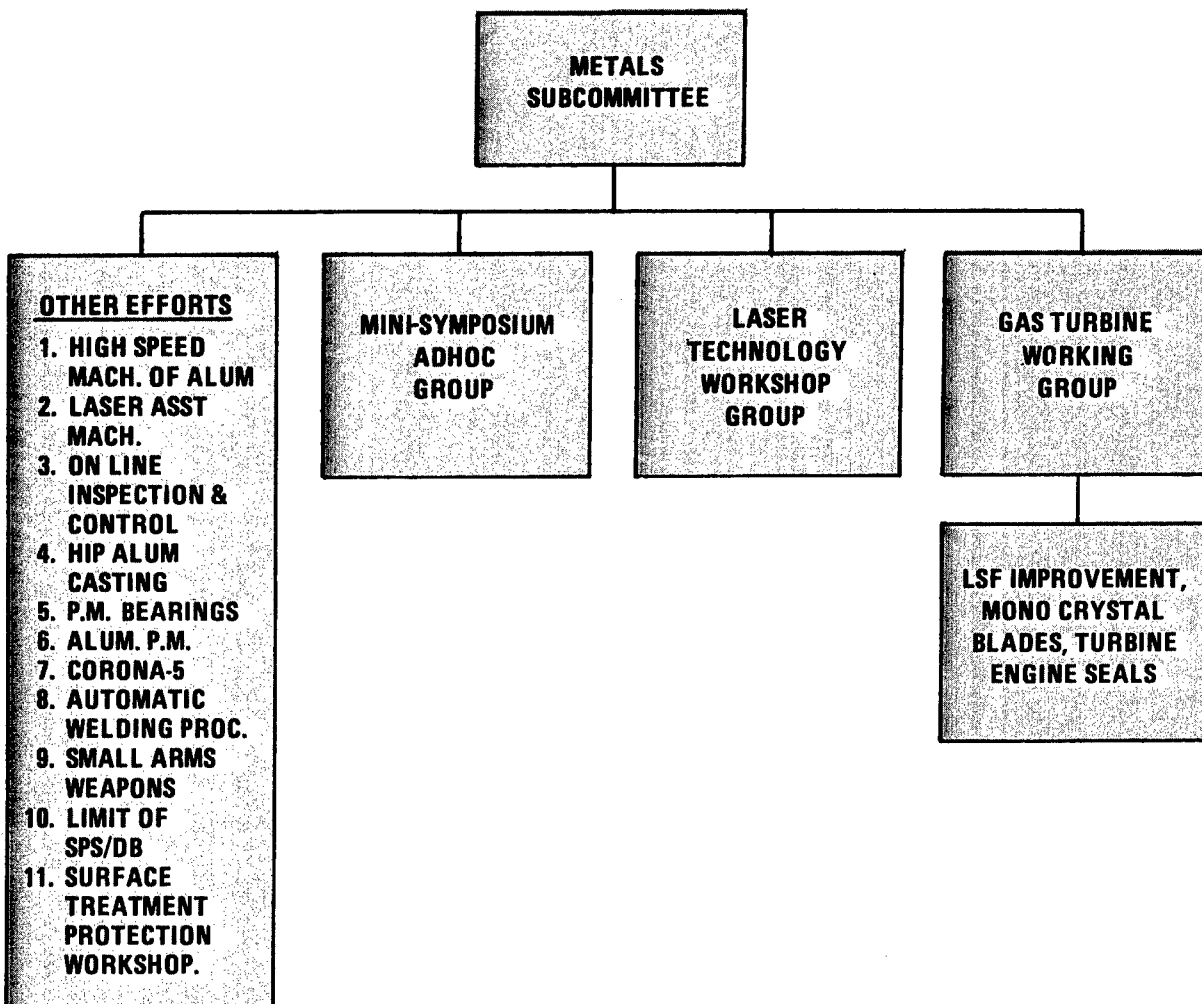 METALS
SUBCOMMITTEE
OTHER EFFORTS
1. HIGH SPEED
MACH. OF ALUM
2. LASER ASST
MACH.
3. ON LINE
INSPECTION &
CONTROL
4. HIP ALUM
CASTING
5. P.M. BEARINGS
6. ALUM. P.M.
7. CORONA-5
8. AUTOMATIC
WELDING PROC.
9. SMALL ARMS
WEAPONS
10. LIMIT OF
SPS/DB
11. SURFACE
TREATMENT
PROTECTION
WORKSHOP.
MINI-SYMPOSIUM
ADHOC
GROUP
LASER
TECHNOLOGY
WORKSHOP
GROUP
GAS TURBINE
WORKING
GROUP
LSF IMPROVEMENT,
MONO CRYSTAL
BLADES, TURBINE
ENGINE SEALS